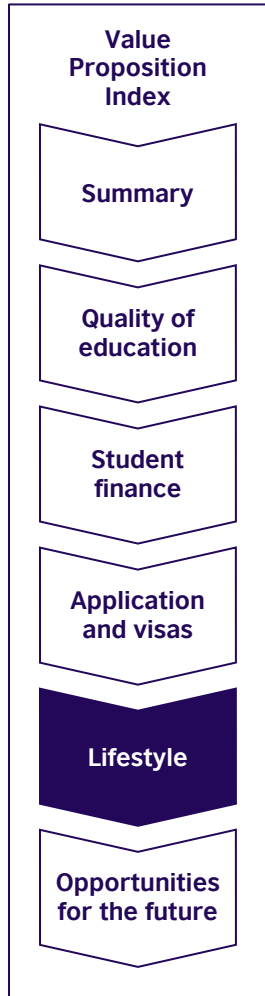 Value
Proposition
Index
Summary
Quality of
education
Student
finance
Application
and visas
Lifestyle
Opportunities
for the future